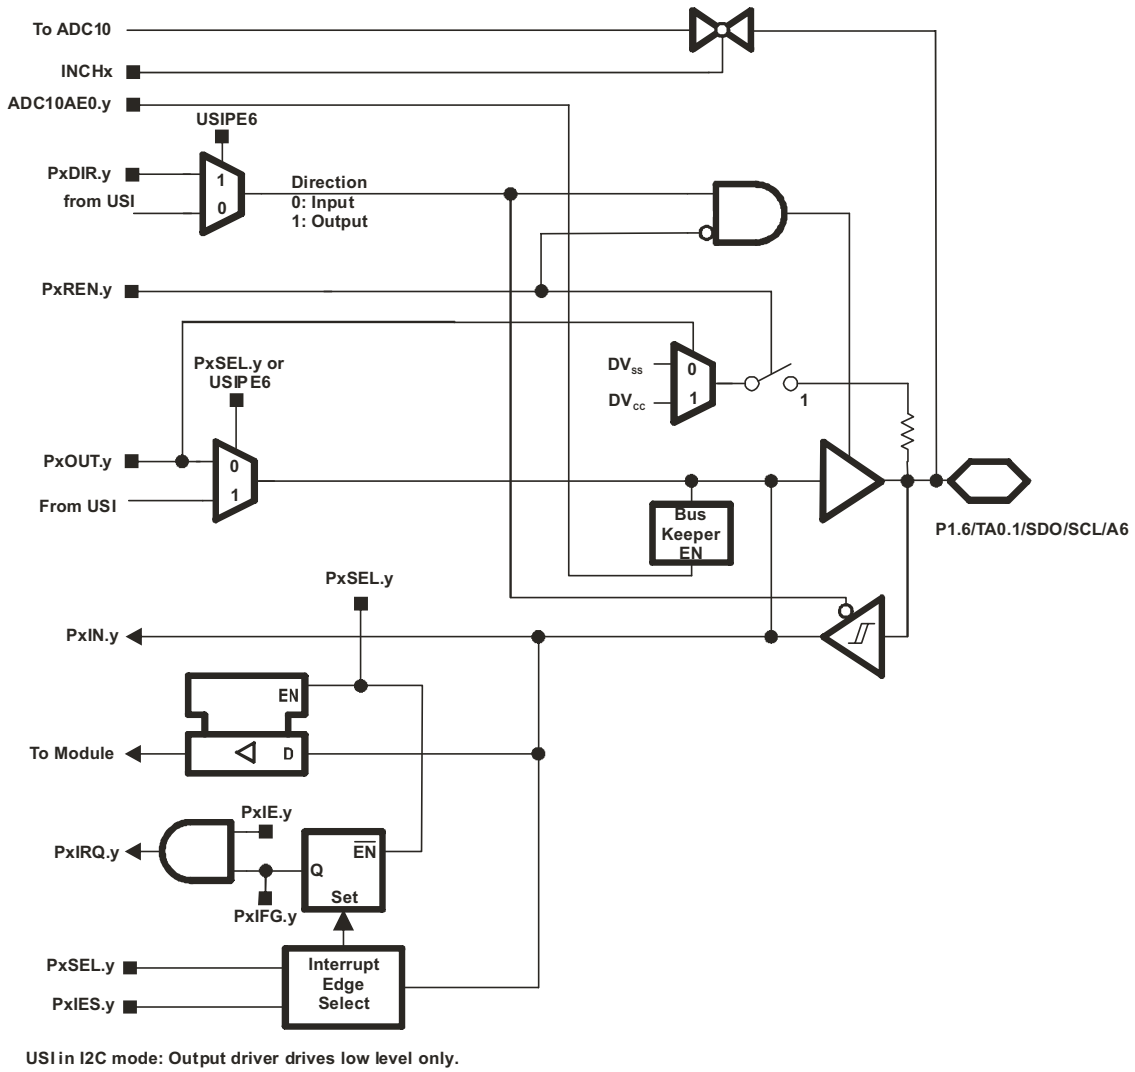 To ADC10
INCHx
ADC10AE0.y
USIPE6
PxDIR.y
from USI
1
0
Direction
0: Input
1: Output
PxREN.y
PxSEL.y or
USIPE6
DVSS
DVCC
0
1
1
PxOUT.y
From USI
0
1
Bus
Keeper
EN
P1.6/TA0.1/SDO/SCL/A6
PxSEL.y
PxIN.y
EN
To Module
D
PxIE.y
PxIRQ.y
EN
Q
Set
PxIFG.y
PxSEL.y
PxIES.y
Interrupt
Edge
Select
USI in I2C mode: Output driver drives low level only.